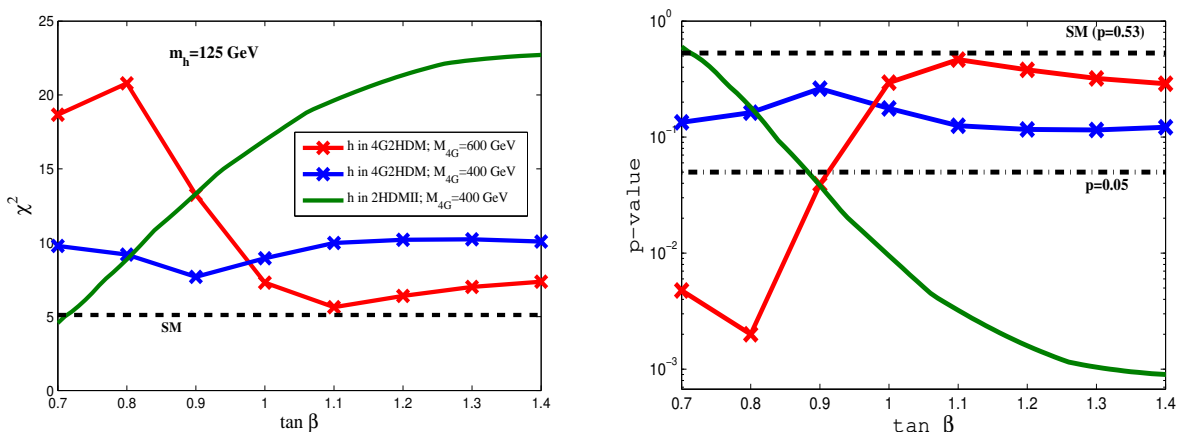 25
20
15
10
5
0
χ²
m_h=125 GeV
h in 4G2HDM; M_4G=600 GeV
h in 4G2HDM; M_4G=400 GeV
h in 2HDMII; M_4G=400 GeV
SM
0.7 0.8 0.9 1 1.1 1.2 1.3 1.4
tan β
10⁰
10⁻¹
10⁻²
10⁻³
p-value
SM (p=0.53)
p=0.05
0.7 0.8 0.9 1 1.1 1.2 1.3 1.4
tan β